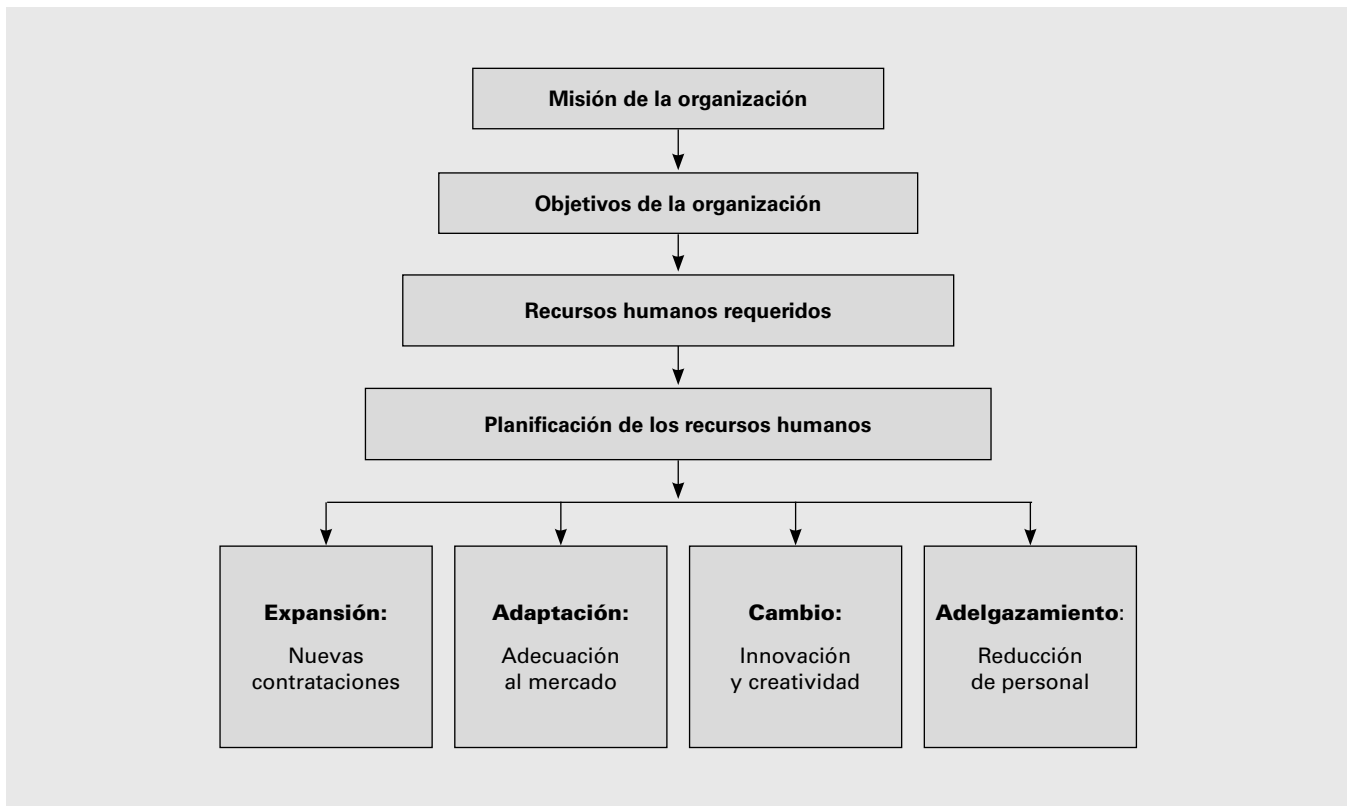 Misión de la organización
Objetivos de la organización
Recursos humanos requeridos
Planificación de los recursos humanos
Expansión:
Nuevas
contrataciones
Adaptación:
Adecuación
al mercado
Cambio:
Innovación
y creatividad
Adelgazamiento:
Reducción
de personal